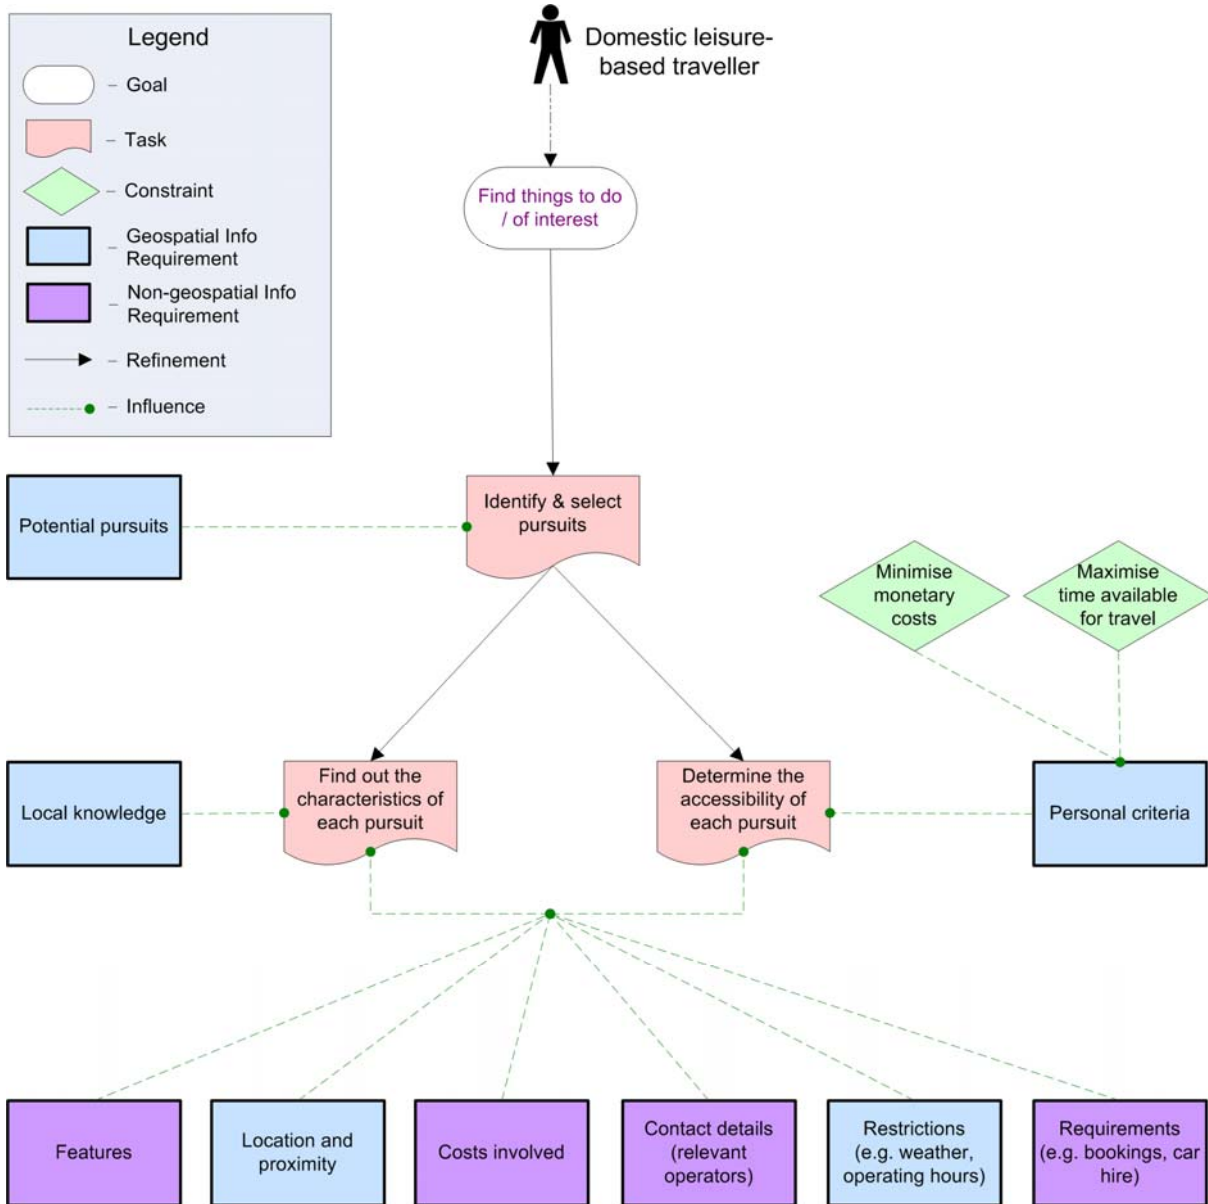 Legend
– Goal
– Task
– Constraint
– Geospatial Info
Requirement
– Non-geospatial Info
Requirement
– Refinement
– Influence
Domestic leisure-
based traveller
Find things to do
/ of interest
Potential pursuits
Identify & select
pursuits
Minimise
monetary
costs
Maximise
time available
for travel
Local knowledge
Find out the
characteristics of
each pursuit
Determine the
accessibility of
each pursuit
Personal criteria
Features
Location and
proximity
Costs involved
Contact details
(relevant
operators)
Restrictions
(e.g. weather,
operating hours)
Requirements
(e.g. bookings, car
hire)